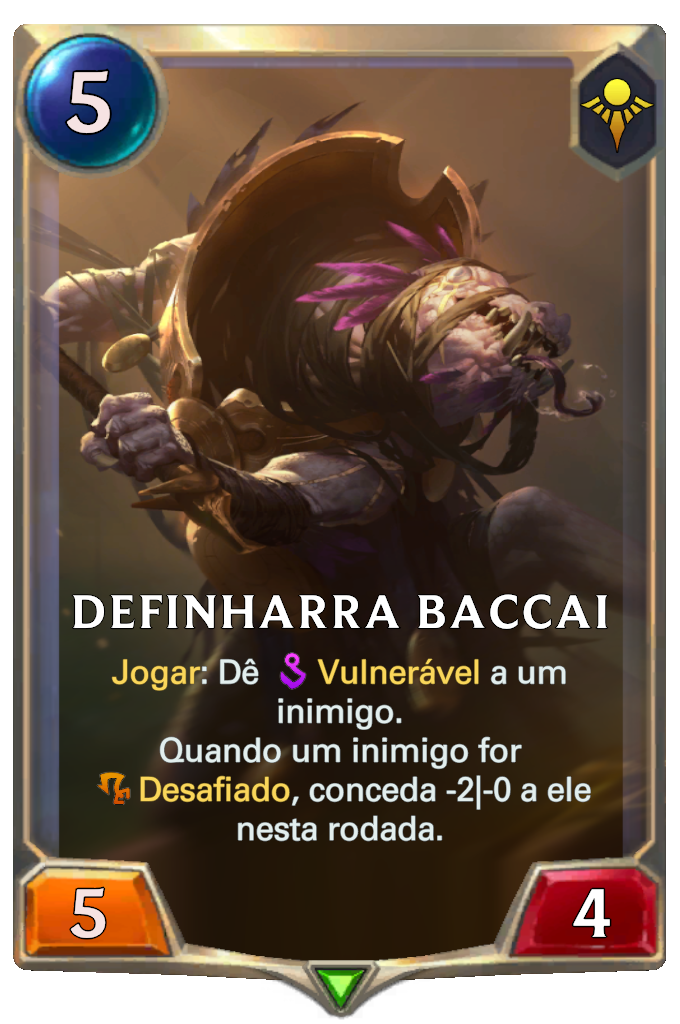 5
DEFINHARRA BACCAI
Jogar: Dê Vulnerável a um
inimigo.
Quando um inimigo for
Desafiado, conceda -2|-0 a ele
nesta rodada.
5
4